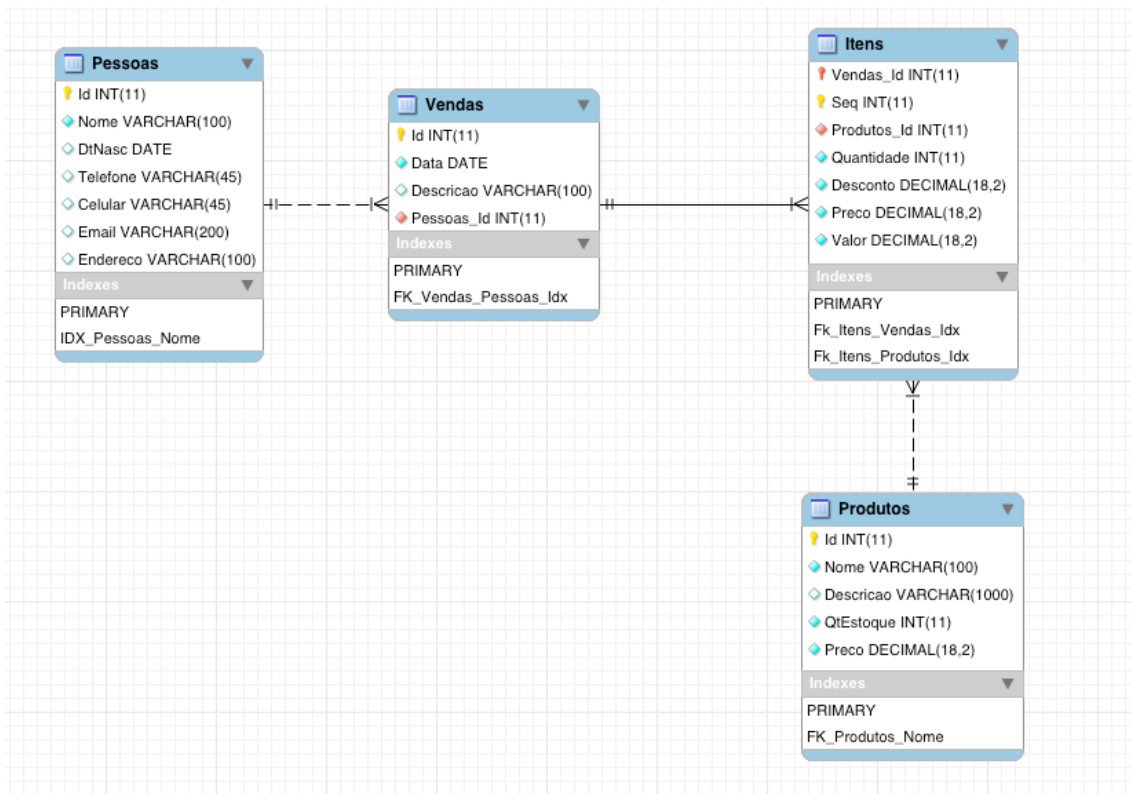 Pessoas
Id INT(11)
Nome VARCHAR(100)
DtNasc DATE
Telefone VARCHAR(45)
Celular VARCHAR(45)
Email VARCHAR(200)
Endereco VARCHAR(100)
Indexes
PRIMARY
IDX_Pessoas_Nome
Vendas
Id INT(11)
Data DATE
Descricao VARCHAR(100)
Pessoas_Id INT(11)
Indexes
PRIMARY
FK_Vendas_Pessoas_Idx
Itens
Vendas_Id INT(11)
Seq INT(11)
Produtos_Id INT(11)
Quantidade INT(11)
Desconto DECIMAL(18,2)
Preco DECIMAL(18,2)
Valor DECIMAL(18,2)
Indexes
PRIMARY
Fk_Itens_Vendas_Idx
Fk_Itens_Produtos_Idx
Produtos
Id INT(11)
Nome VARCHAR(100)
Descricao VARCHAR(1000)
QtEstoque INT(11)
Preco DECIMAL(18,2)
Indexes
PRIMARY
FK_Produtos_Nome